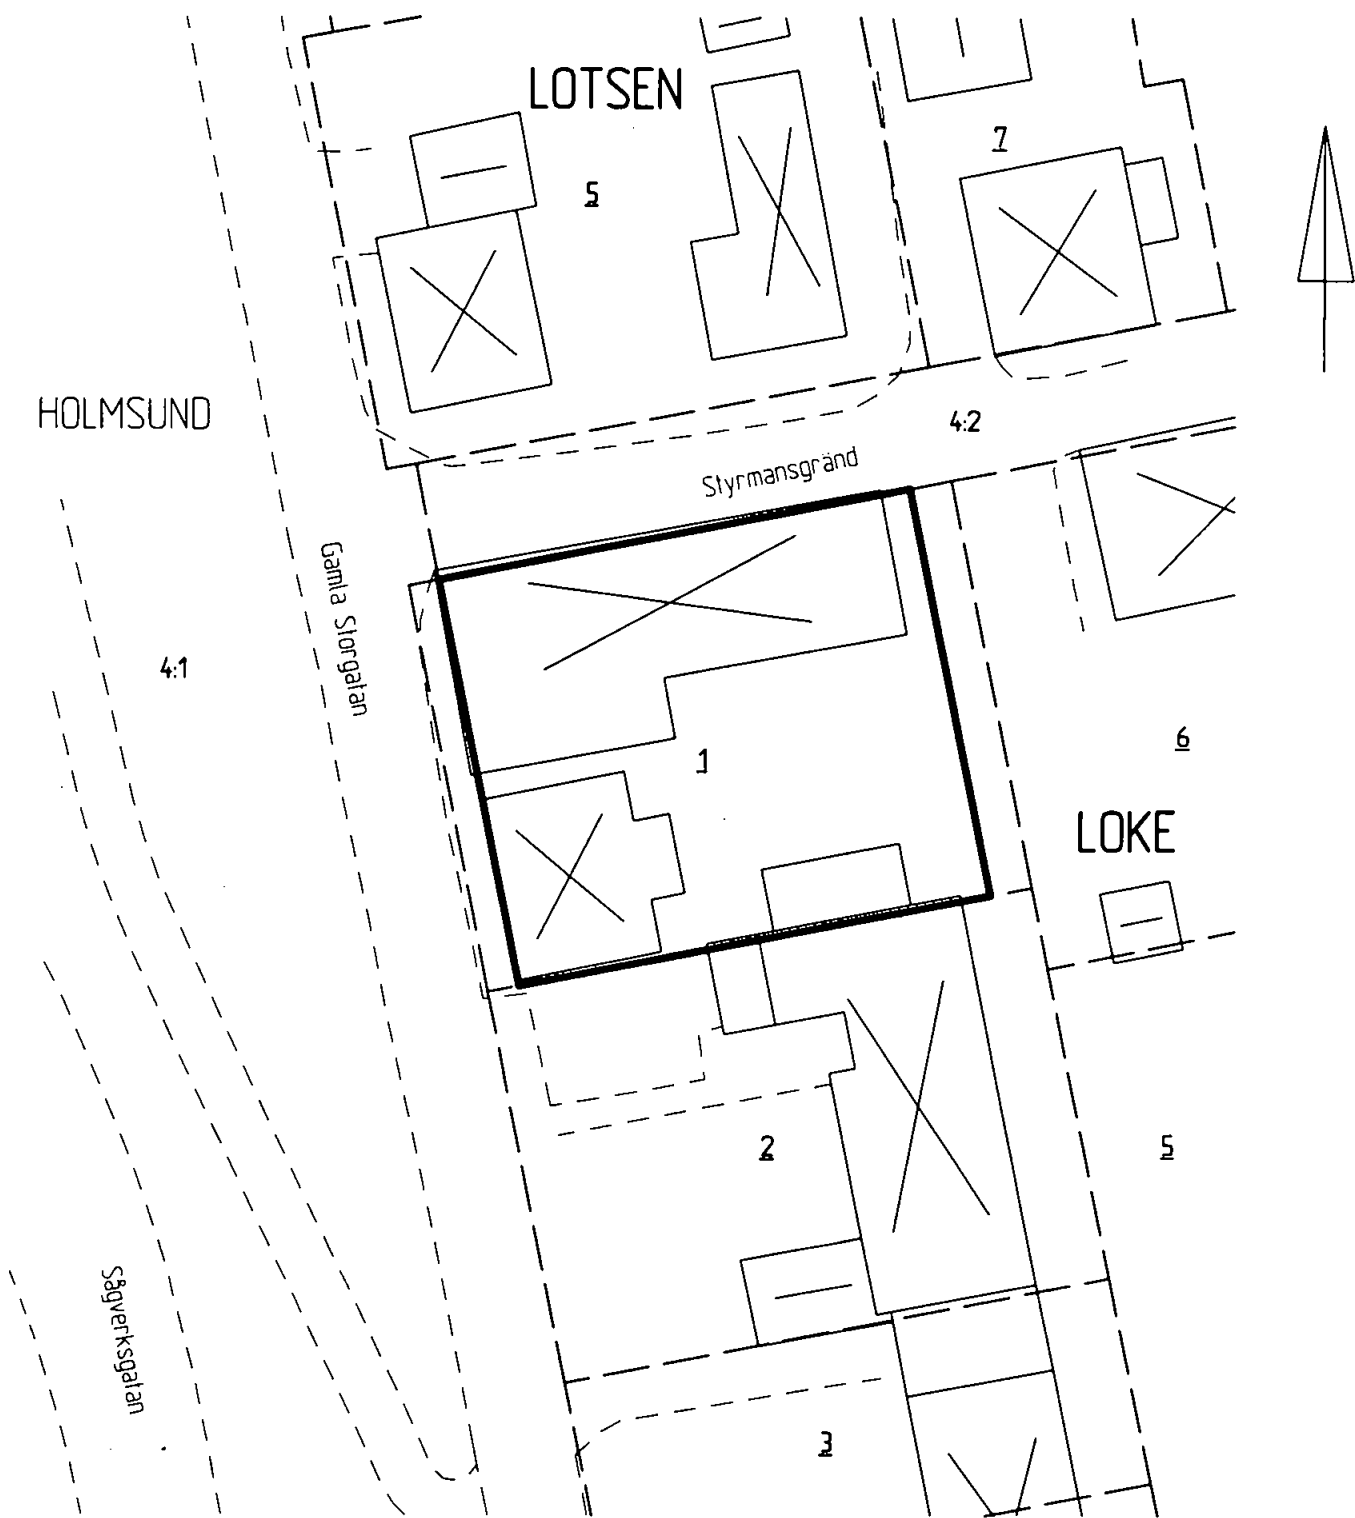 LOTSEN
7
5
HOLMSUND
4:2
Styrmansgränd
Gamla Storgatan
4:1
1
6
LOKE
2
5
Sågverksgatan
3